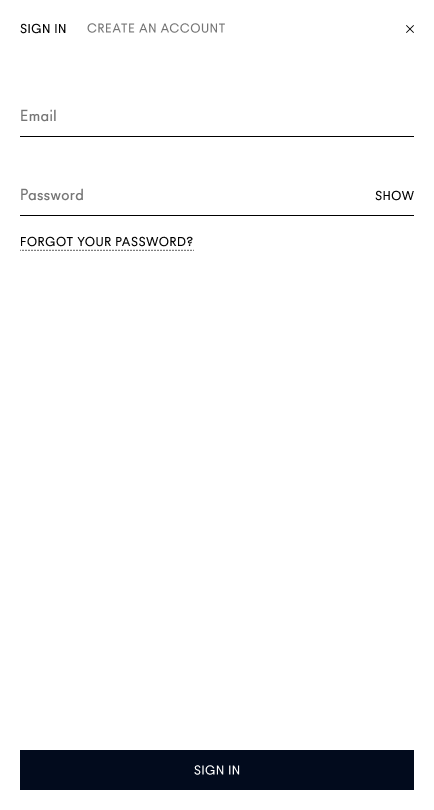 SIGN IN CREATE AN ACCOUNT ×
Email
Password SHOW
FORGOT YOUR PASSWORD?
SIGN IN